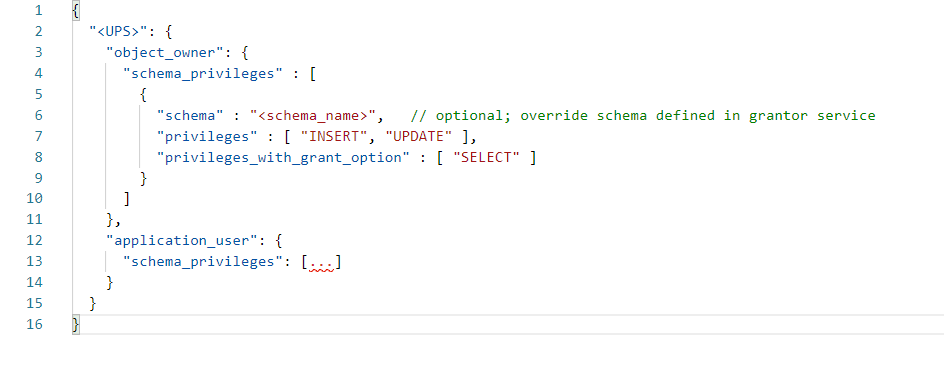 1 {
2   "<UPS>": {
3     "object_owner": {
4       "schema_privileges" : [
5         {
6           "schema" : "<schema_name>",   // optional; override schema defined in grantor service
7           "privileges" : [ "INSERT", "UPDATE" ],
8           "privileges_with_grant_option" : [ "SELECT" ]
9         }
10       ]
11     },
12     "application_user": {
13       "schema_privileges": [...]
14     }
15   }
16 }